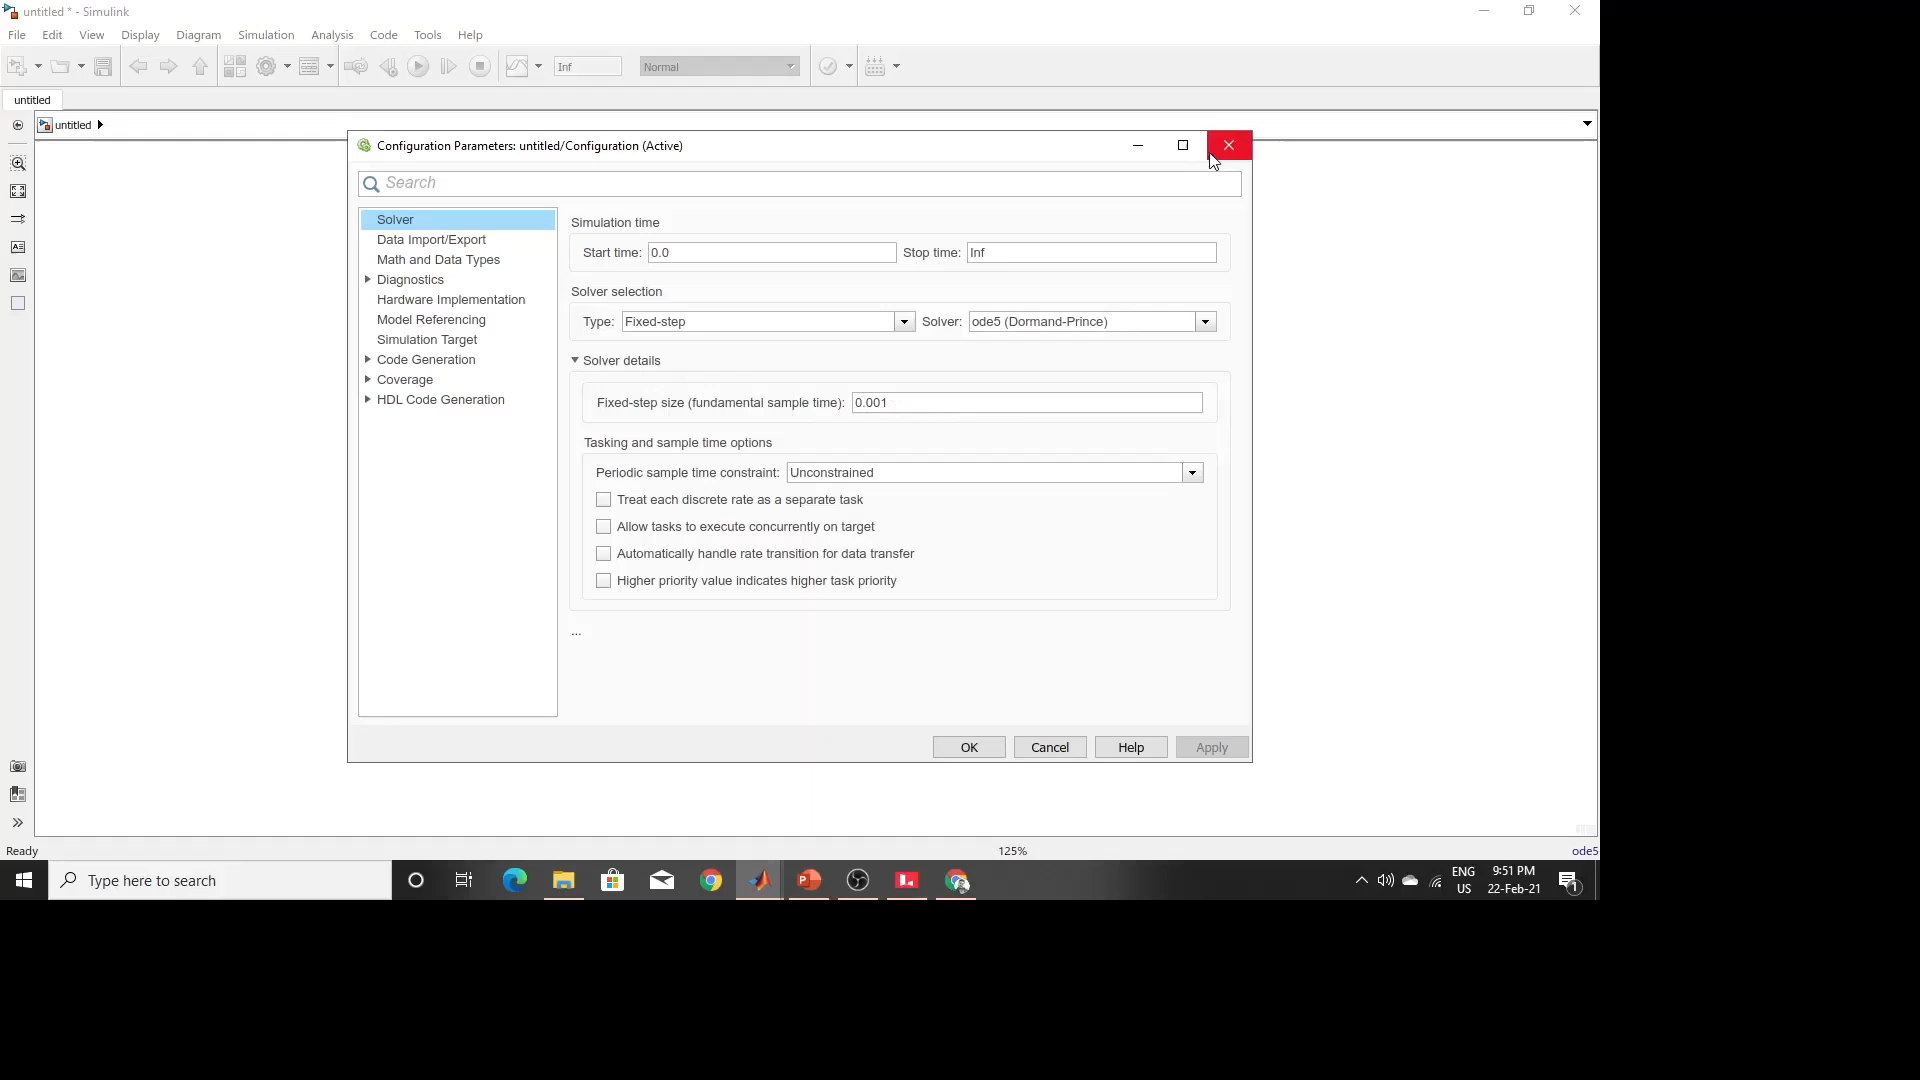 untitled * - Simulink
File Edit View Display Diagram Simulation Analysis Code Tools Help
Inf Normal
untitled
untitled
Configuration Parameters: untitled/Configuration (Active)
Search
Solver
Data Import/Export
Math and Data Types
Diagnostics
Hardware Implementation
Model Referencing
Simulation Target
Code Generation
Coverage
HDL Code Generation
Simulation time
Start time: 0.0 Stop time: Inf
Solver selection
Type: Fixed-step Solver: ode5 (Dormand-Prince)
Solver details
Fixed-step size (fundamental sample time): 0.001
Tasking and sample time options
Periodic sample time constraint: Unconstrained
Treat each discrete rate as a separate task
Allow tasks to execute concurrently on target
Automatically handle rate transition for data transfer
Higher priority value indicates higher task priority
...
OK Cancel Help Apply
Ready 125% ode5
Type here to search
ENG 9:51 PM
US 22-Feb-21 1